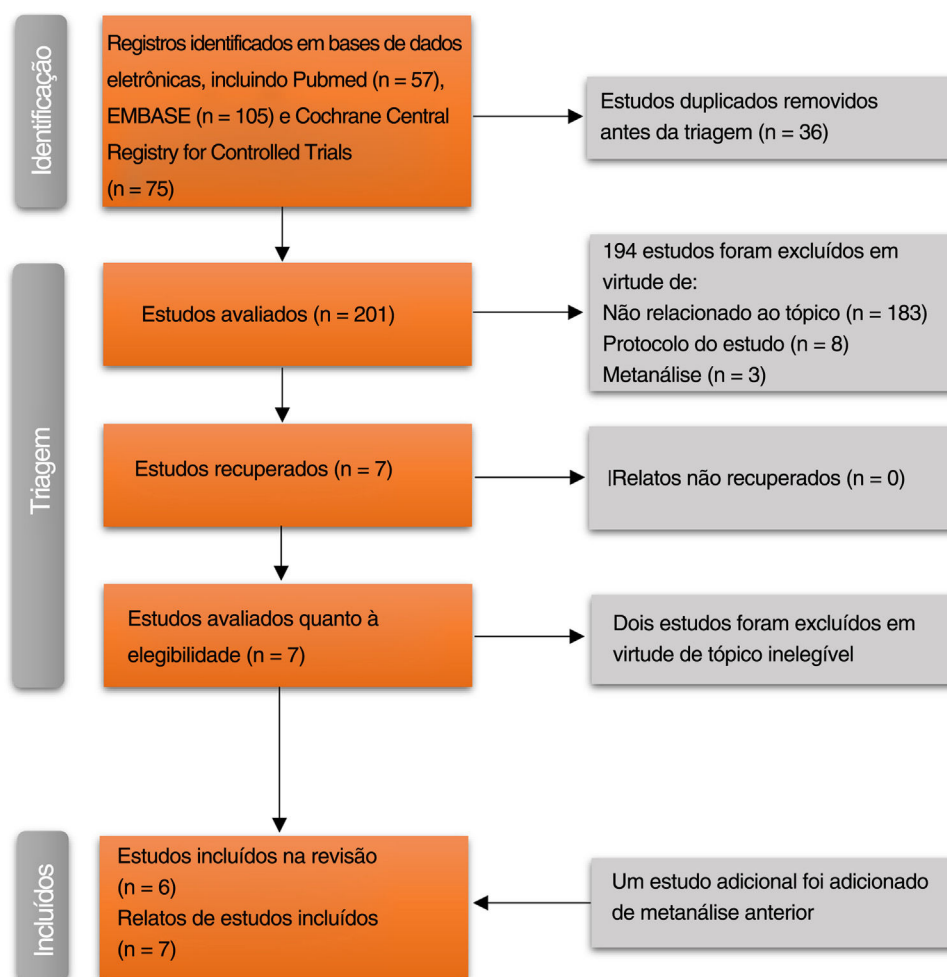 Identificação
Registros identificados em bases de dados
eletrônicas, incluindo Pubmed (n = 57),
EMBASE (n = 105) e Cochrane Central
Registry for Controlled Trials
(n = 75)
Estudos duplicados removidos
antes da triagem (n = 36)
Triagem
Estudos avaliados (n = 201)
194 estudos foram excluídos em
virtude de:
Não relacionado ao tópico (n = 183)
Protocolo do estudo (n = 8)
Metanálise (n = 3)
Estudos recuperados (n = 7)
|Relatos não recuperados (n = 0)
Estudos avaliados quanto à
elegibilidade (n = 7)
Dois estudos foram excluídos em
virtude de tópico inelegível
Incluídos
Estudos incluídos na revisão
(n = 6)
Relatos de estudos incluídos
(n = 7)
Um estudo adicional foi adicionado
de metanálise anterior